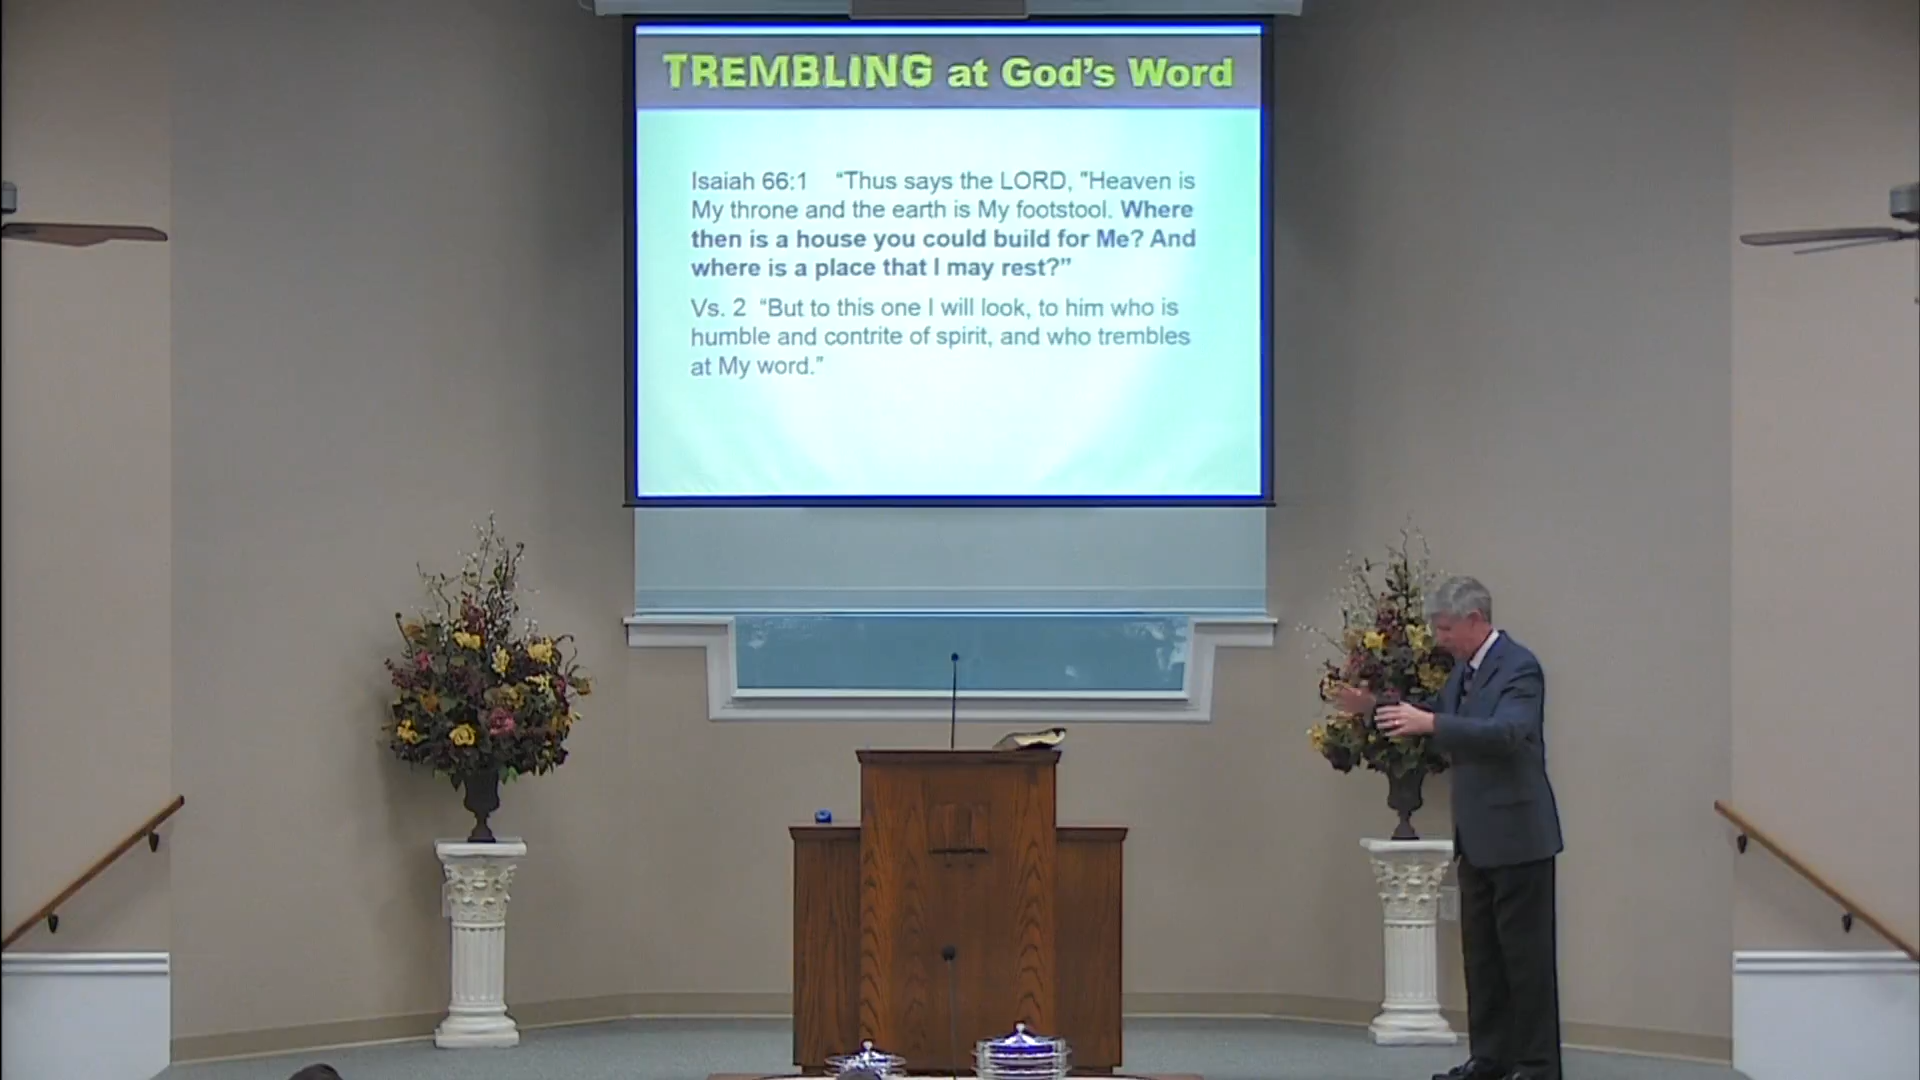 TREMBLING at God's Word
Isaiah 66:1 “Thus says the LORD, "Heaven is
My throne and the earth is My footstool. Where
then is a house you could build for Me? And
where is a place that I may rest?”
Vs. 2 “But to this one I will look, to him who is
humble and contrite of spirit, and who trembles
at My word.”